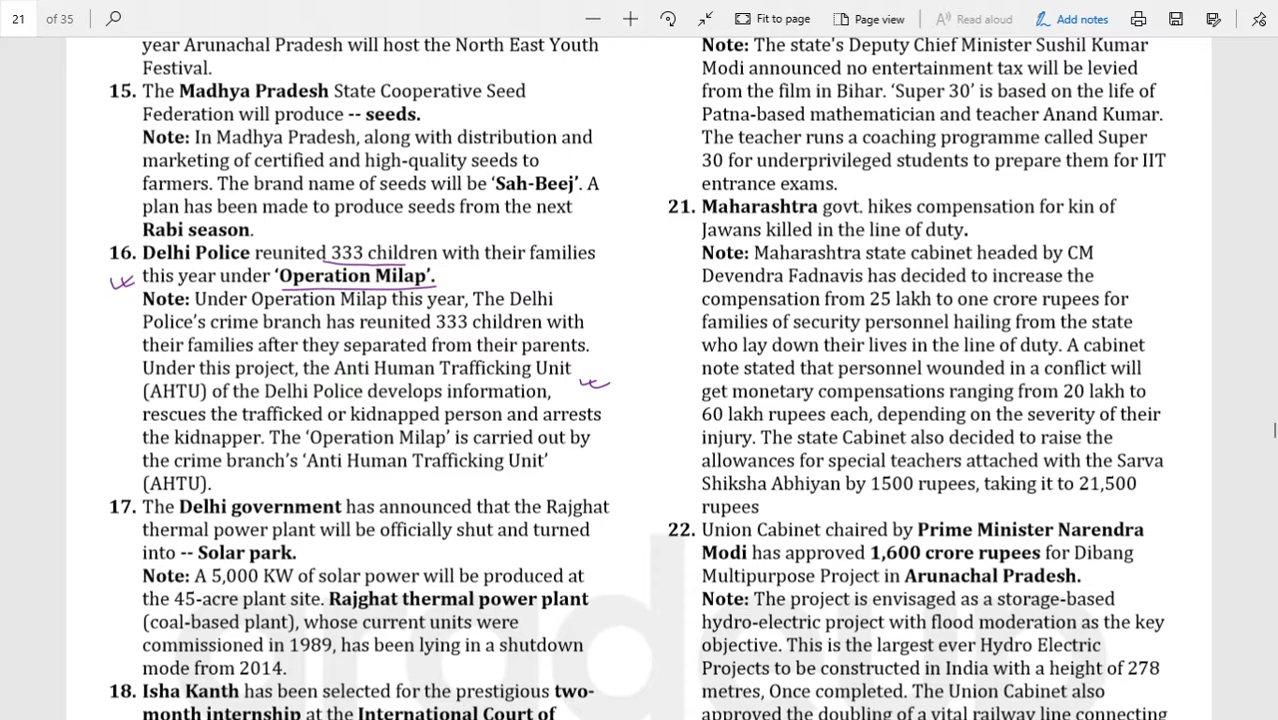 21 of 35
Fit to page
Page view
Read aloud
Add notes
year Arunachal Pradesh will host the North East Youth
Festival.
15. The Madhya Pradesh State Cooperative Seed
Federation will produce -- seeds.
Note: In Madhya Pradesh, along with distribution and
marketing of certified and high-quality seeds to
farmers. The brand name of seeds will be ‘Sah-Beej’. A
plan has been made to produce seeds from the next
Rabi season.
16. Delhi Police reunited 333 children with their families
this year under ‘Operation Milap’.
Note: Under Operation Milap this year, The Delhi
Police’s crime branch has reunited 333 children with
their families after they separated from their parents.
Under this project, the Anti Human Trafficking Unit
(AHTU) of the Delhi Police develops information,
rescues the trafficked or kidnapped person and arrests
the kidnapper. The ‘Operation Milap’ is carried out by
the crime branch’s ‘Anti Human Trafficking Unit’
(AHTU).
17. The Delhi government has announced that the Rajghat
thermal power plant will be officially shut and turned
into -- Solar park.
Note: A 5,000 KW of solar power will be produced at
the 45-acre plant site. Rajghat thermal power plant
(coal-based plant), whose current units were
commissioned in 1989, has been lying in a shutdown
mode from 2014.
18. Isha Kanth has been selected for the prestigious two-
month internship at the International Court of
Note: The state's Deputy Chief Minister Sushil Kumar
Modi announced no entertainment tax will be levied
from the film in Bihar. ‘Super 30’ is based on the life of
Patna-based mathematician and teacher Anand Kumar.
The teacher runs a coaching programme called Super
30 for underprivileged students to prepare them for IIT
entrance exams.
21. Maharashtra govt. hikes compensation for kin of
Jawans killed in the line of duty.
Note: Maharashtra state cabinet headed by CM
Devendra Fadnavis has decided to increase the
compensation from 25 lakh to one crore rupees for
families of security personnel hailing from the state
who lay down their lives in the line of duty. A cabinet
note stated that personnel wounded in a conflict will
get monetary compensations ranging from 20 lakh to
60 lakh rupees each, depending on the severity of their
injury. The state Cabinet also decided to raise the
allowances for special teachers attached with the Sarva
Shiksha Abhiyan by 1500 rupees, taking it to 21,500
rupees
22. Union Cabinet chaired by Prime Minister Narendra
Modi has approved 1,600 crore rupees for Dibang
Multipurpose Project in Arunachal Pradesh.
Note: The project is envisaged as a storage-based
hydro-electric project with flood moderation as the key
objective. This is the largest ever Hydro Electric
Projects to be constructed in India with a height of 278
metres, Once completed. The Union Cabinet also
approved the doubling of a vital railway line connecting